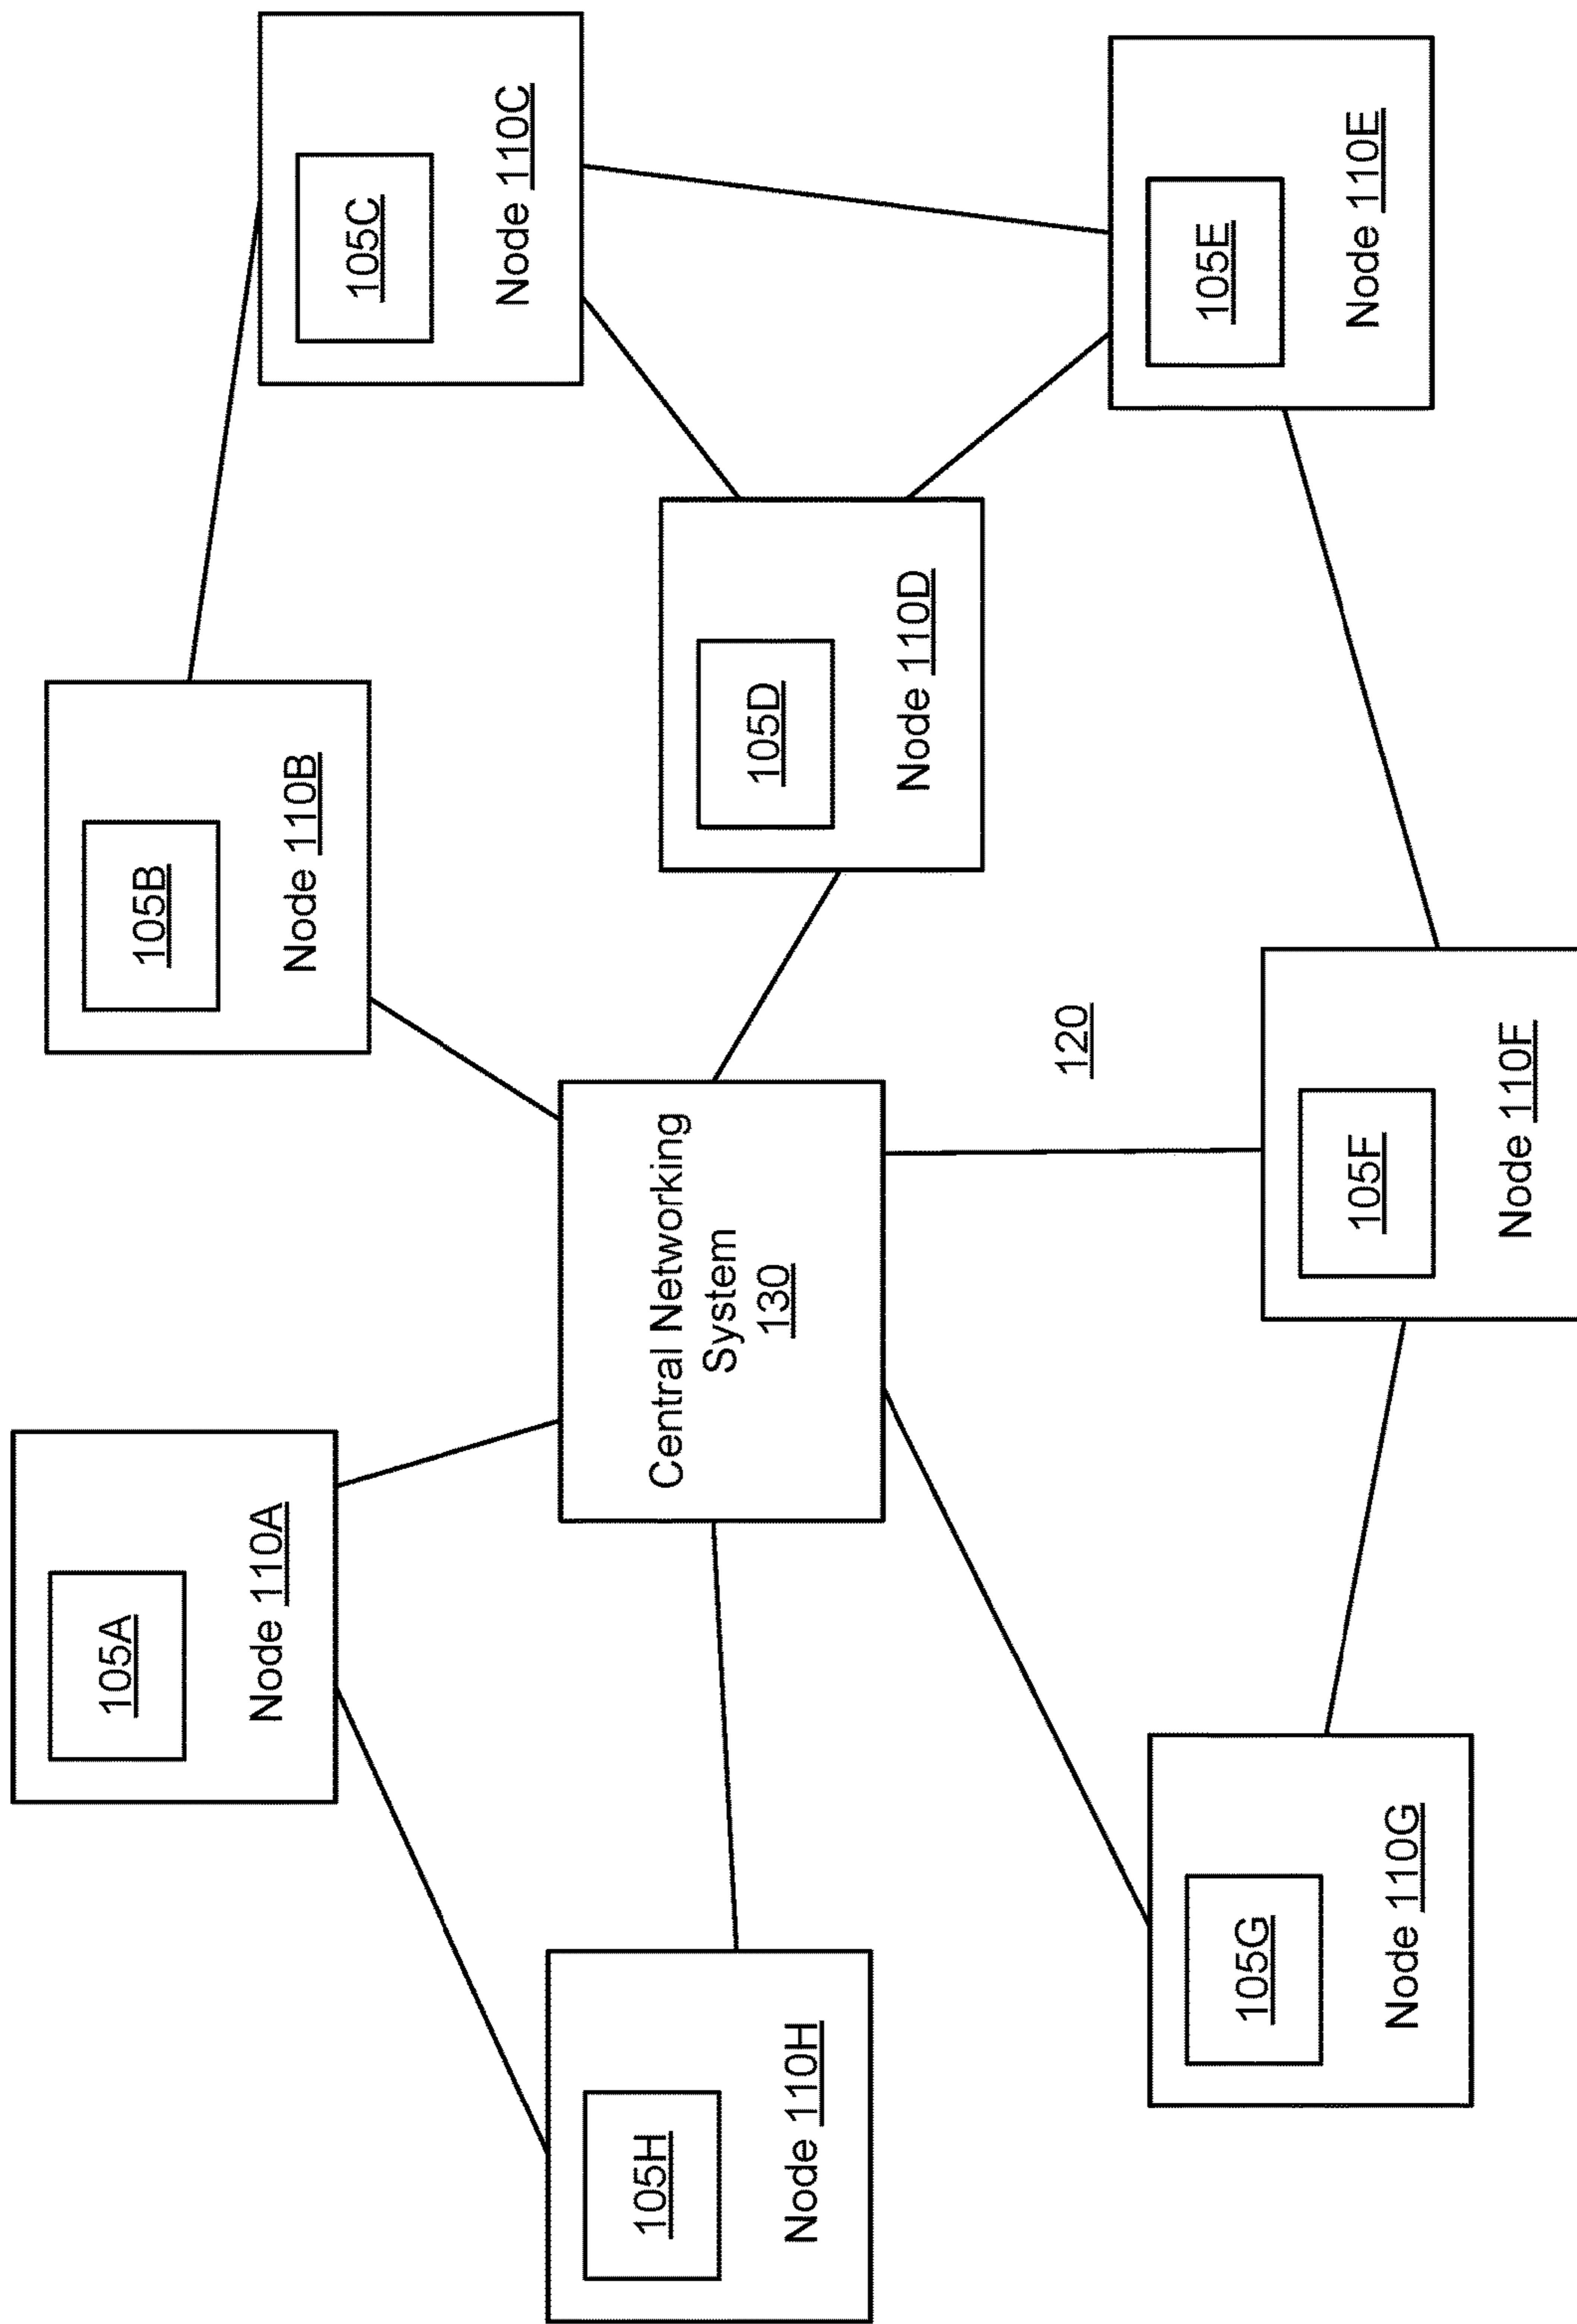 105A
Node 110A
105B
Node 110B
105C
Node 110C
105H
Node 110H
Central Networking
System
130
105D
Node 110D
120
105G
Node 110G
105F
Node 110F
105E
Node 110E